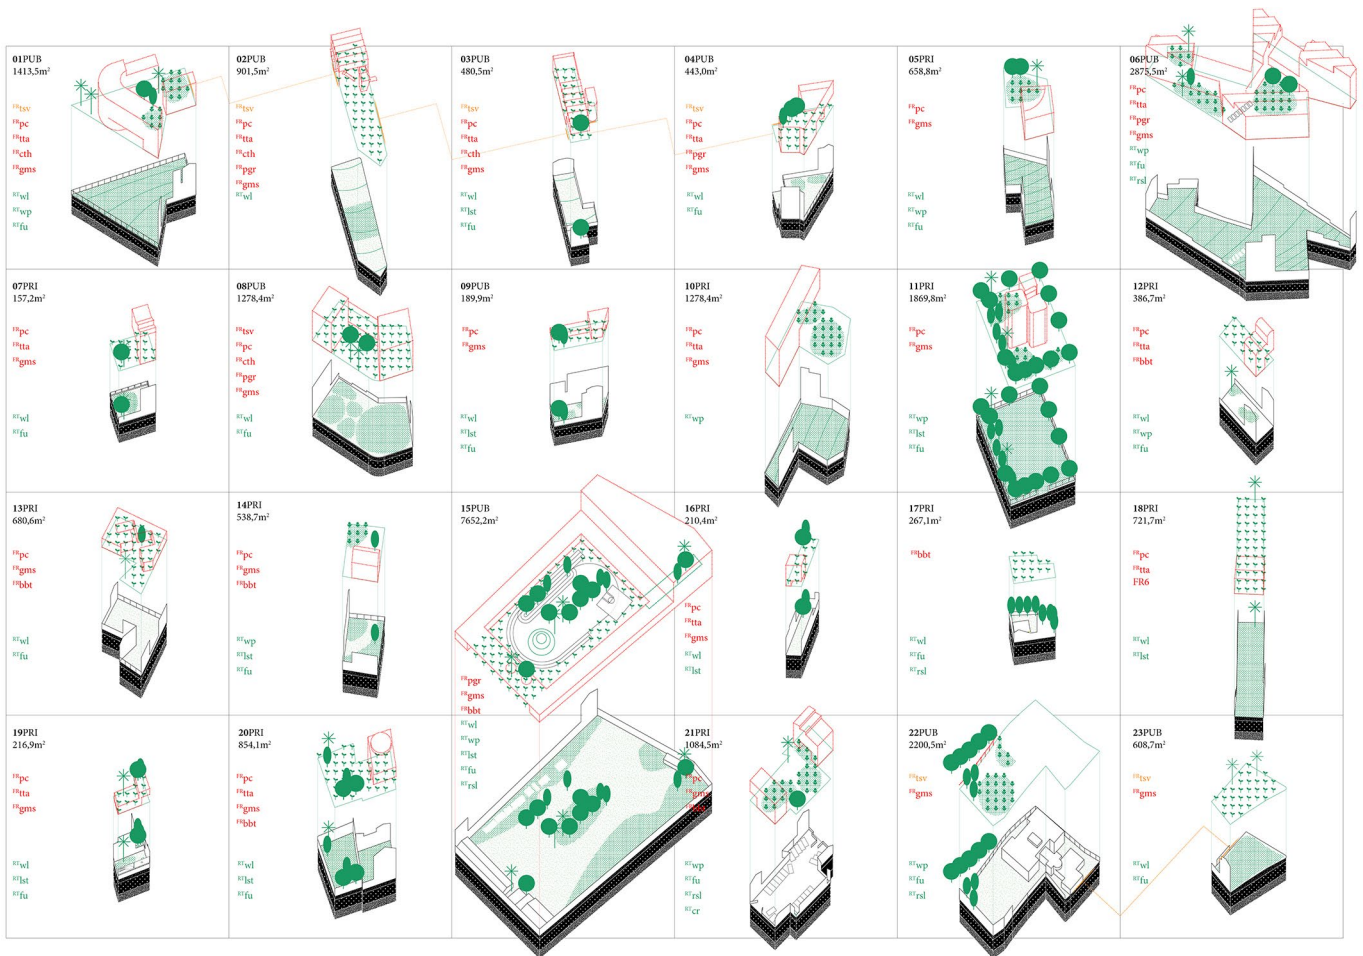 01PUB
1413,5m²
FRtsv
FRpc
FRtta
FRcth
FRgms
RTwl
RTwp
RTfu
02PUB
901,5m²
FRtsv
FRpc
FRtta
FRcth
FRpgr
FRgms
RTwl
03PUB
480,5m²
FRtsv
FRpc
FRtta
FRcth
FRgms
RTwl
RTlst
RTfu
04PUB
443,0m²
FRtsv
FRpc
FRtta
FRpgr
FRgms
RTwl
RTfu
05PRI
658,8m²
FRpc
FRgms
RTwl
RTwp
RTfu
06PUB
2875,5m²
FRpc
FRtta
FRpgr
FRgms
RTwp
RTfu
RTrsl
07PRI
157,2m²
FRpc
FRtta
FRgms
RTwl
RTfu
08PUB
1278,4m²
FRtsv
FRpc
FRcth
FRpgr
FRgms
RTwl
RTfu
09PUB
189,9m²
FRpc
FRgms
RTwl
RTlst
RTfu
10PRI
1278,4m²
FRpc
FRtta
FRgms
RTwp
11PRI
1869,8m²
FRpc
FRgms
RTwp
RTlst
RTfu
12PRI
386,7m²
FRpc
FRtta
FRbbt
RTwl
RTwp
RTfu
13PRI
680,6m²
FRpc
FRgms
FRbbt
RTwl
RTfu
14PRI
538,7m²
FRpc
FRgms
FRbbt
RTwp
RTlst
RTfu
15PUB
7652,2m²
FRpgr
FRgms
FRbbt
RTwl
RTwp
RTlst
RTfu
RTrsl
16PRI
210,4m²
FRpc
FRtta
FRgms
RTwl
RTlst
17PRI
267,1m²
FRbbt
RTwl
RTfu
RTrsl
18PRI
721,7m²
FRpc
FRtta
FR6
RTwl
RTlst
19PRI
216,9m²
FRpc
FRtta
FRgms
RTwl
RTlst
RTfu
20PRI
854,1m²
FRpc
FRtta
FRgms
FRbbt
RTwl
RTlst
RTfu
21PRI
1084,5m²
FRpc
FRgms
RTwp
RTfu
RTrsl
RTcr
22PUB
2200,5m²
FRtsv
FRgms
RTwp
RTfu
RTrsl
23PUB
608,7m²
FRtsv
FRgms
RTwl
RTfu